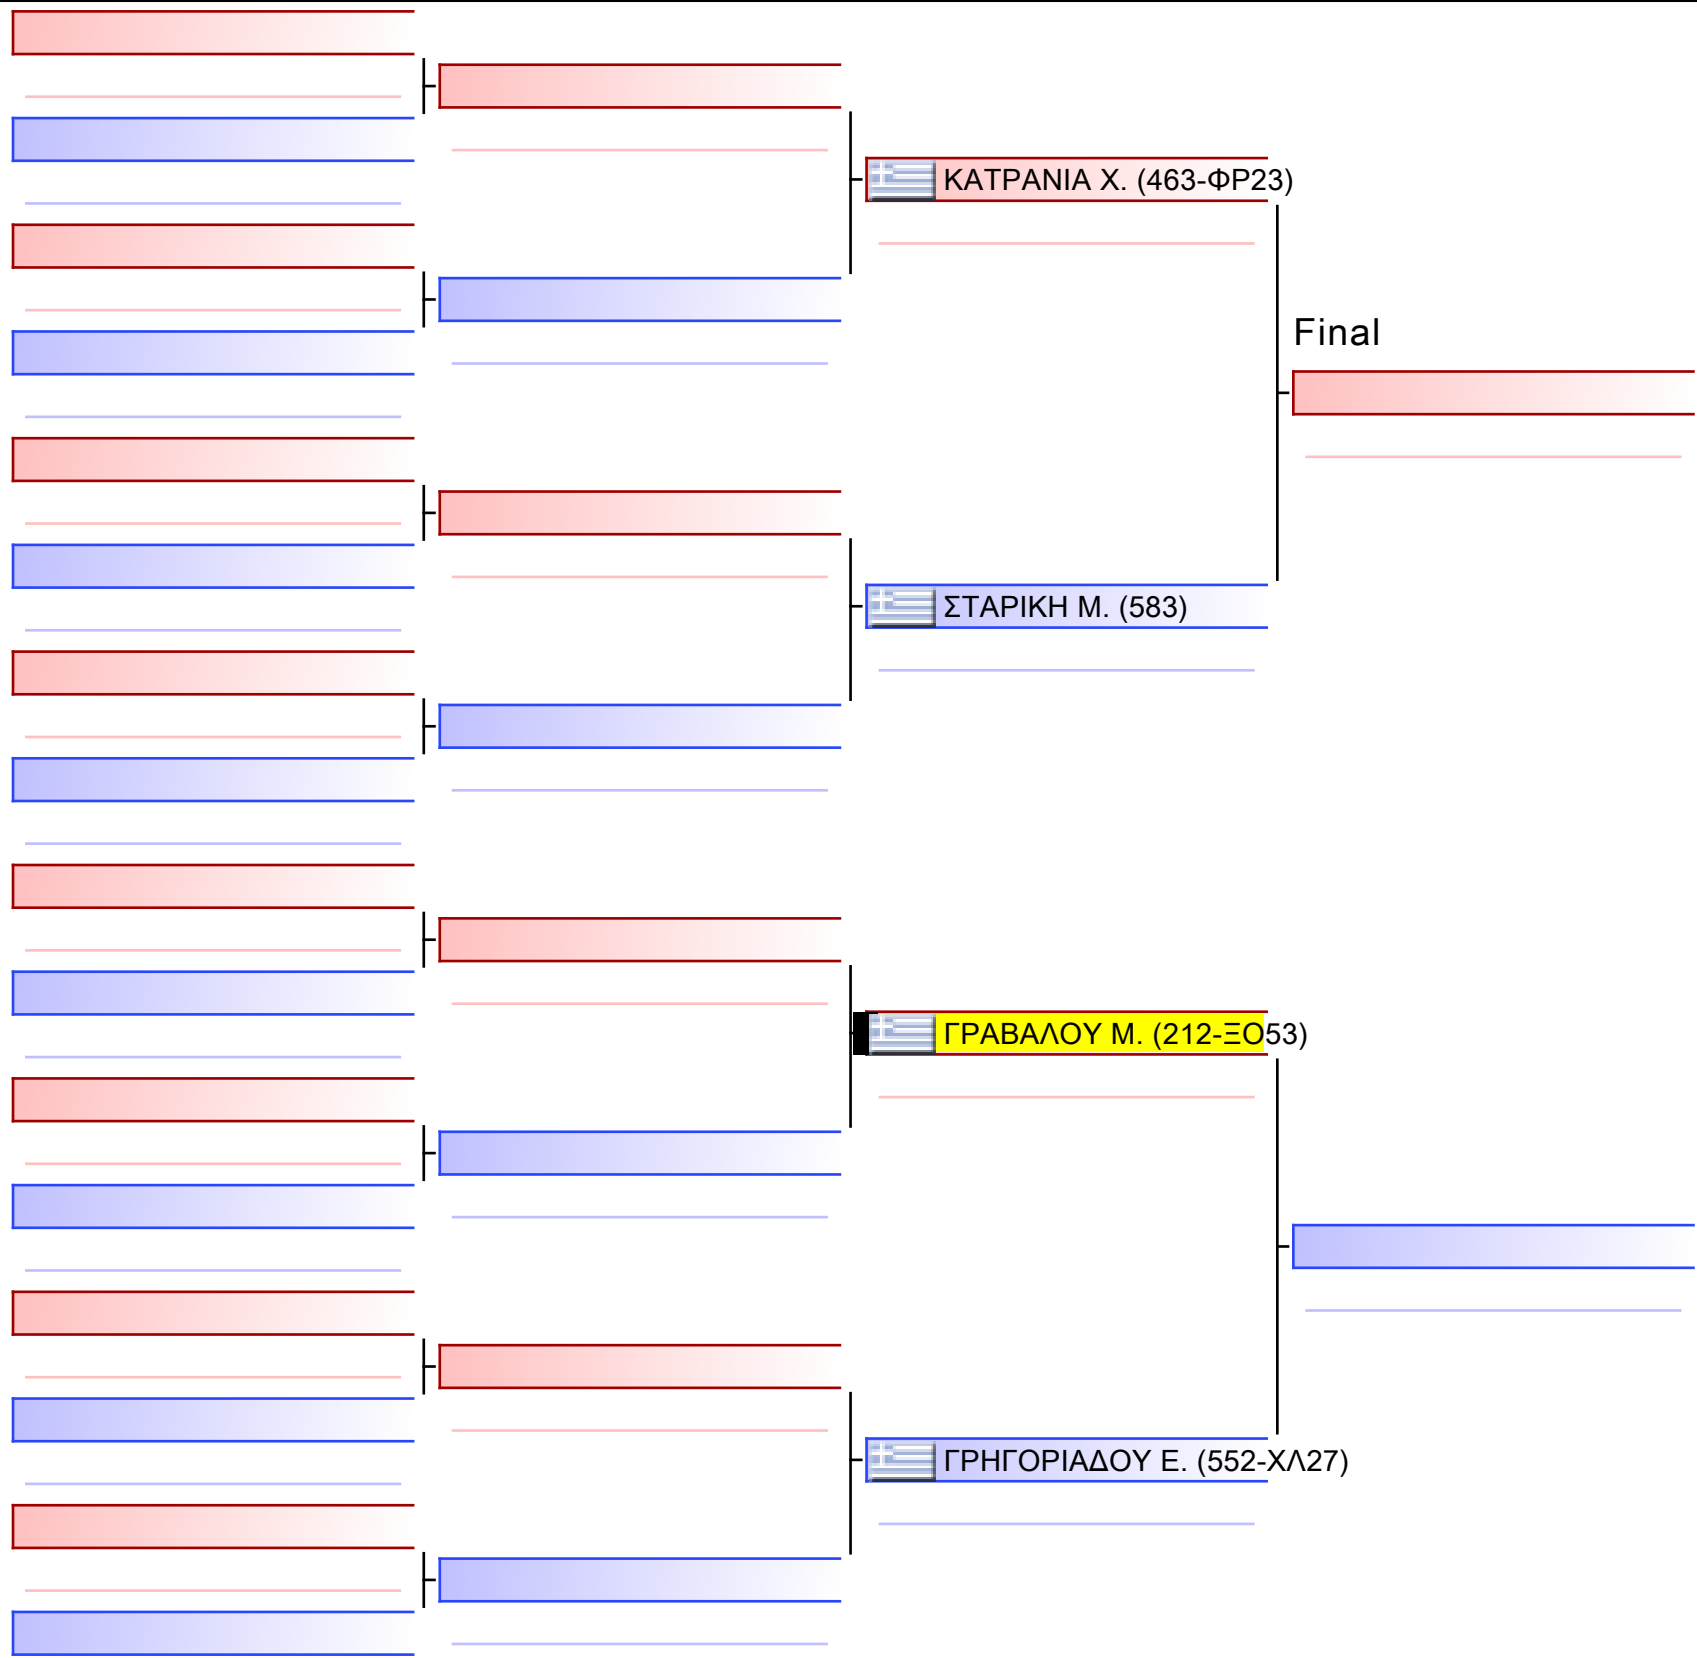 ΚΑΤΡΑΝΙΑ Χ. (463-ΦΡ23)
Final
ΣΤΑΡΙΚΗ Μ. (583)
ΓΡΑΒΑΛΟΥ Μ. (212-ΞΟ53)
ΓΡΗΓΟΡΙΑΔΟΥ Ε. (552-ΧΛ27)